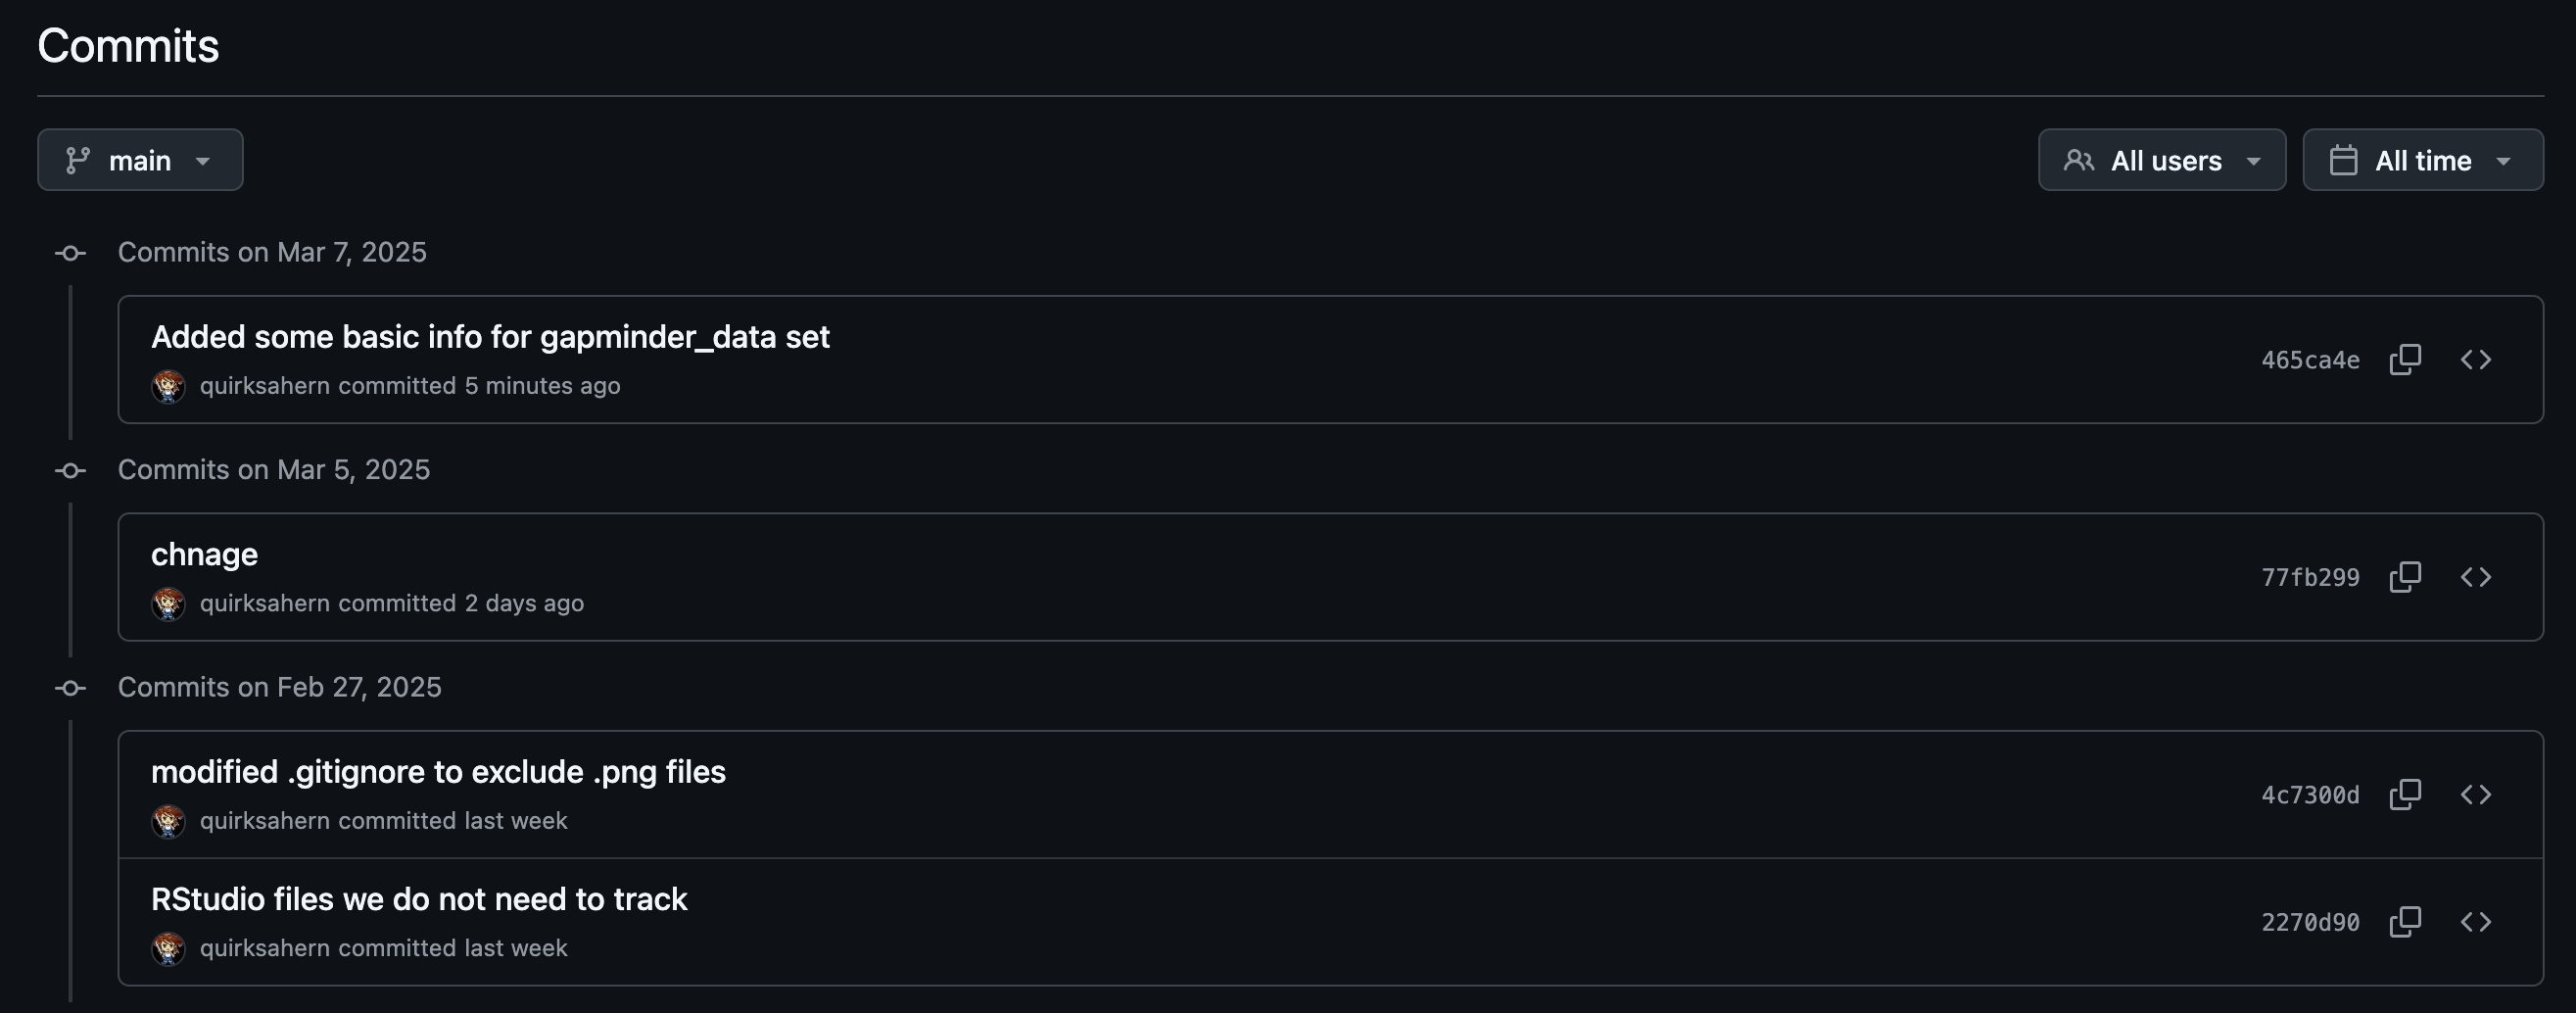 Commits
main
All users
All time
Commits on Mar 7, 2025
Added some basic info for gapminder_data set
quirksahern committed 5 minutes ago
465ca4e
Commits on Mar 5, 2025
chnage
quirksahern committed 2 days ago
77fb299
Commits on Feb 27, 2025
modified .gitignore to exclude .png files
quirksahern committed last week
4c7300d
RStudio files we do not need to track
quirksahern committed last week
2270d90